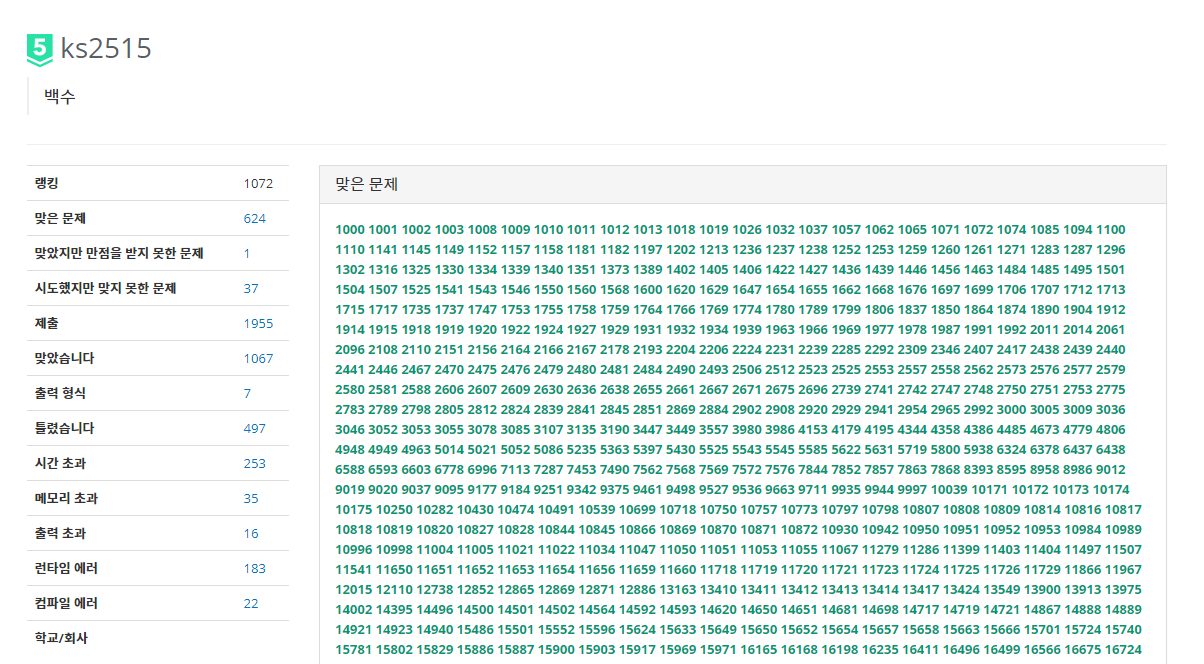 5 ks2515
백수
랭킹 1072
맞은 문제 624
맞았지만 만점을 받지 못한 문제 1
시도했지만 맞지 못한 문제 37
제출 1955
맞았습니다 1067
출력 형식 7
틀렸습니다 497
시간 초과 253
메모리 초과 35
출력 초과 16
런타임 에러 183
컴파일 에러 22
학교/회사
맞은 문제
1000 1001 1002 1003 1008 1009 1010 1011 1012 1013 1018 1019 1026 1032 1037 1057 1062 1065 1071 1072 1074 1085 1094 1100
1110 1141 1145 1149 1152 1157 1158 1181 1182 1197 1202 1213 1236 1237 1238 1252 1253 1259 1260 1261 1271 1283 1287 1296
1302 1316 1325 1330 1334 1339 1340 1351 1373 1389 1402 1405 1406 1422 1427 1436 1439 1446 1456 1463 1484 1485 1495 1501
1504 1507 1525 1541 1543 1546 1550 1560 1568 1600 1620 1629 1647 1654 1655 1662 1668 1676 1697 1699 1706 1707 1712 1713
1715 1717 1735 1737 1747 1753 1755 1758 1759 1764 1766 1769 1774 1780 1789 1799 1806 1837 1850 1864 1874 1890 1904 1912
1914 1915 1918 1919 1920 1922 1924 1927 1929 1931 1932 1934 1939 1963 1966 1969 1977 1978 1987 1991 1992 2011 2014 2061
2096 2108 2110 2151 2156 2164 2166 2167 2178 2193 2204 2206 2224 2231 2239 2285 2292 2309 2346 2407 2417 2438 2439 2440
2441 2446 2467 2470 2475 2476 2479 2480 2481 2484 2490 2493 2506 2512 2523 2525 2553 2557 2558 2562 2573 2576 2577 2579
2580 2581 2588 2606 2607 2609 2630 2636 2638 2655 2661 2667 2671 2675 2696 2739 2741 2742 2747 2748 2750 2751 2753 2775
2783 2789 2798 2805 2812 2824 2839 2841 2845 2851 2869 2884 2902 2908 2920 2929 2941 2954 2965 2992 3000 3005 3009 3036
3046 3052 3053 3055 3078 3085 3107 3135 3190 3447 3449 3557 3980 3986 4153 4179 4195 4344 4358 4386 4485 4673 4779 4806
4948 4949 4963 5014 5021 5052 5086 5235 5363 5397 5430 5525 5543 5545 5585 5622 5631 5719 5800 5938 6324 6378 6437 6438
6588 6593 6603 6778 6996 7113 7287 7453 7490 7562 7568 7569 7572 7576 7844 7852 7857 7863 7868 8393 8595 8958 8986 9012
9019 9020 9037 9095 9177 9184 9251 9342 9375 9461 9498 9527 9536 9663 9711 9935 9944 9997 10039 10171 10172 10173 10174
10175 10250 10282 10430 10474 10491 10539 10699 10718 10750 10757 10773 10797 10798 10807 10808 10809 10814 10816 10817
10818 10819 10820 10827 10828 10844 10845 10866 10869 10870 10871 10872 10930 10942 10950 10951 10952 10953 10984 10989
10996 10998 11004 11005 11021 11022 11034 11047 11050 11051 11053 11055 11067 11279 11286 11399 11403 11404 11497 11507
11541 11650 11651 11652 11653 11654 11656 11659 11660 11718 11719 11720 11721 11723 11724 11725 11726 11729 11866 11967
12015 12110 12738 12852 12865 12869 12871 12886 13163 13410 13411 13412 13413 13414 13417 13424 13549 13900 13913 13975
14002 14395 14496 14500 14501 14502 14564 14592 14593 14620 14650 14651 14681 14698 14717 14719 14721 14867 14888 14889
14921 14923 14940 15486 15501 15552 15596 15624 15633 15649 15650 15652 15654 15657 15658 15663 15666 15701 15724 15740
15781 15802 15829 15886 15887 15900 15903 15917 15969 15971 16165 16168 16198 16235 16411 16496 16499 16566 16675 16724